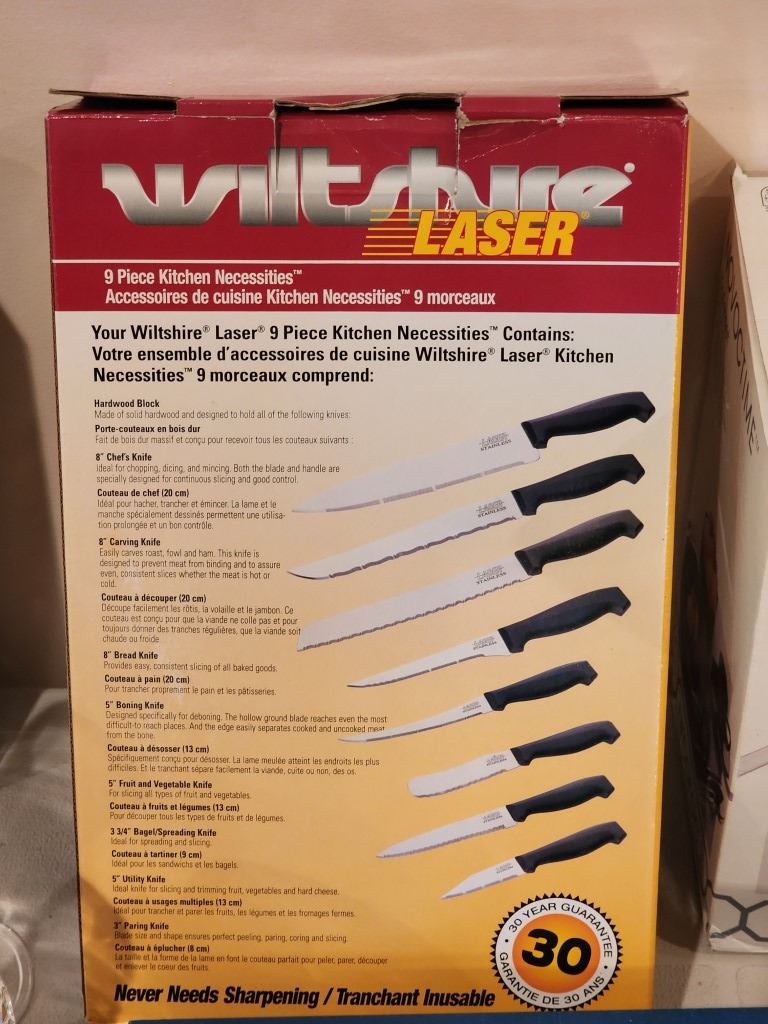 Wiltshire®
LASER®
9 Piece Kitchen Necessities™
Accessoires de cuisine Kitchen Necessities™ 9 morceaux
Your Wiltshire® Laser® 9 Piece Kitchen Necessities™ Contains:
Votre ensemble d'accessoires de cuisine Wiltshire® Laser® Kitchen
Necessities™ 9 morceaux comprend:
Hardwood Block
Made of solid hardwood and designed to hold all of the following knives:
Porte-couteaux en bois dur
Fait de bois dur massif et conçu pour recevoir tous les couteaux suivants :
8" Chef's Knife
Ideal for chopping, dicing, and mincing. Both the blade and handle are
specially designed for continuous slicing and good control.
Couteau de chef (20 cm)
Idéal pour hacher, trancher et émincer. La lame et le
manche spécialement dessinés permettent une utilisa-
tion prolongée et un bon contrôle.
8" Carving Knife
Easily carves roast, fowl and ham. This knife is
designed to prevent meat from binding and to assure
even, consistent slices whether the meat is hot or
cold.
Couteau à découper (20 cm)
Découpe facilement les rôtis, la volaille et le jambon. Ce
couteau est conçu pour que la viande ne colle pas et pour
toujours donner des tranches régulières, que la viande soit
chaude ou froide.
8" Bread Knife
Provides easy, consistent slicing of all baked goods.
Couteau à pain (20 cm)
Pour trancher proprement le pain et les pâtisseries.
5" Boning Knife
Designed specifically for deboning. The hollow ground blade reaches even the most
difficult-to-reach places. And the edge easily separates cooked and uncooked meat
from the bone.
Couteau à désosser (13 cm)
Spécifiquement conçu pour désosser. La lame meulée atteint les endroits les plus
difficiles. Et le tranchant sépare facilement la viande, cuite ou non, des os.
5" Fruit and Vegetable Knife
For slicing all types of fruit and vegetables.
Couteau à fruits et légumes (13 cm)
Pour découper tous les types de fruits et de légumes.
3 3/4" Bagel/Spreading Knife
Ideal for spreading and slicing.
Couteau à tartiner (9 cm)
Idéal pour les sandwichs et les bagels.
5" Utility Knife
Ideal knife for slicing and trimming fruit, vegetables and hard cheese.
Couteau à usages multiples (13 cm)
Idéal pour trancher et parer les fruits, les légumes et les fromages fermes.
3" Paring Knife
Blade size and shape ensures perfect peeling, paring, coring and slicing.
Couteau à éplucher (8 cm)
La taille et la forme de la lame en font le couteau parfait pour peler, parer, découper
et enlever le coeur des fruits.
LASER
STAINLESS
LASER
STAINLESS
LASER
STAINLESS
30 YEAR GUARANTEE
30
GARANTIE DE 30 ANS
Never Needs Sharpening / Tranchant Inusable